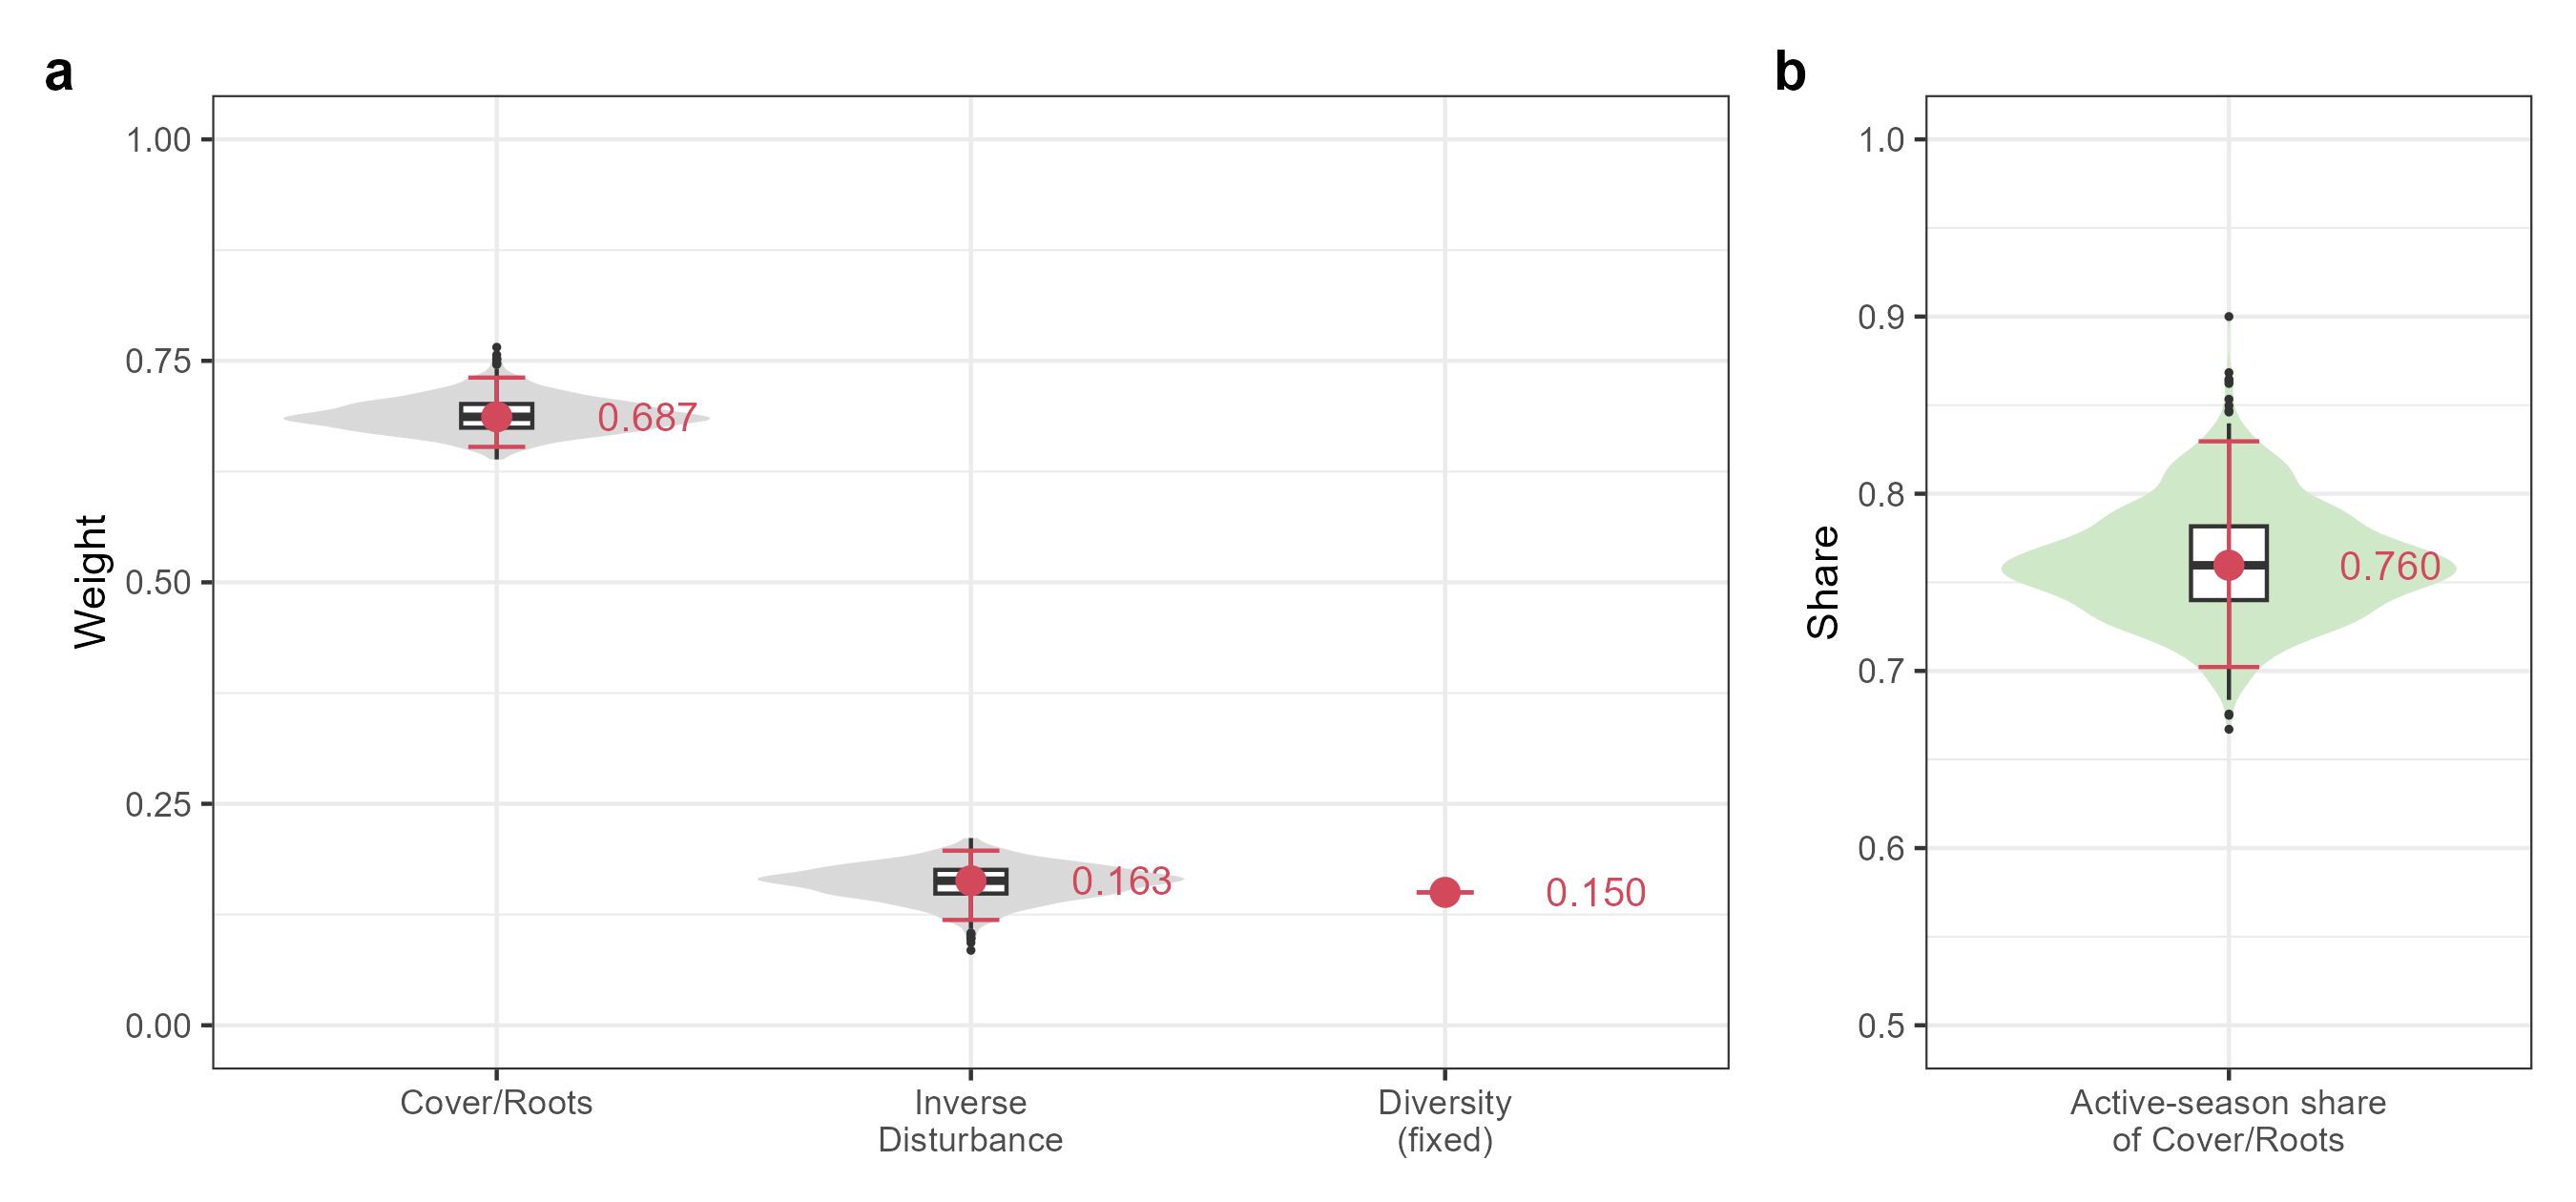 a
1.00
0.75
0.50
0.25
0.00
Weight
0.687
0.163
0.150
Cover/Roots
Inverse
Disturbance
Diversity
(fixed)
b
1.0
0.9
0.8
0.7
0.6
0.5
Share
0.760
Active-season share
of Cover/Roots